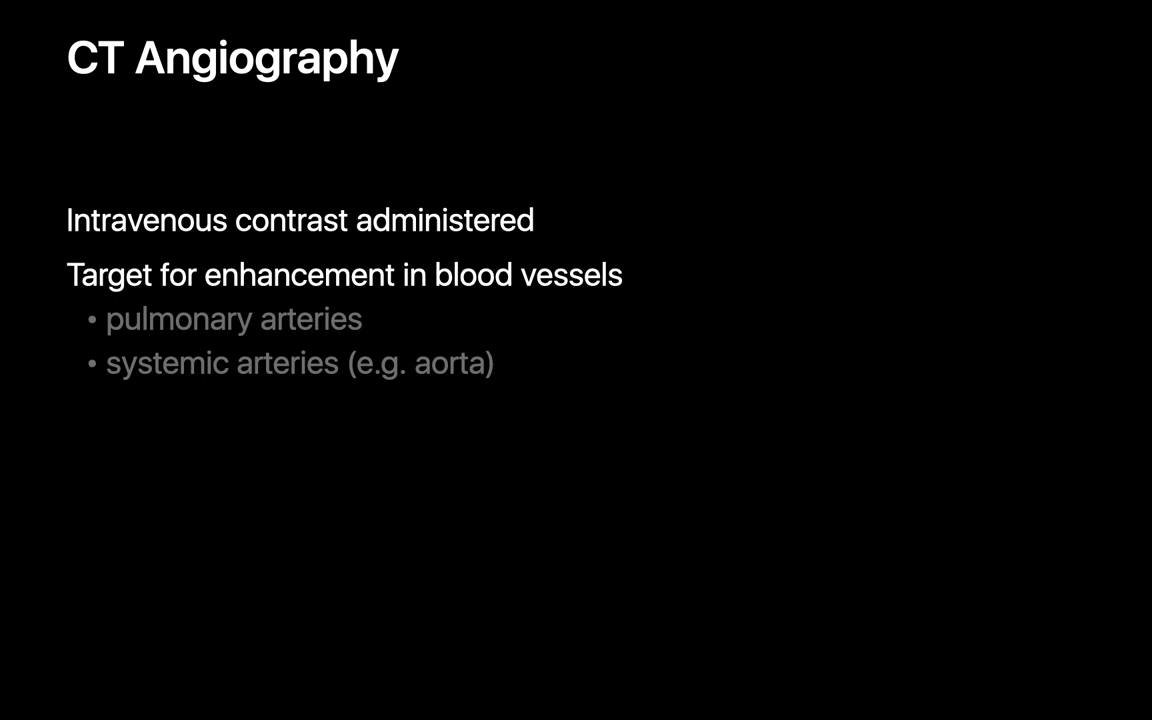 CT Angiography
Intravenous contrast administered
Target for enhancement in blood vessels
• pulmonary arteries
• systemic arteries (e.g. aorta)